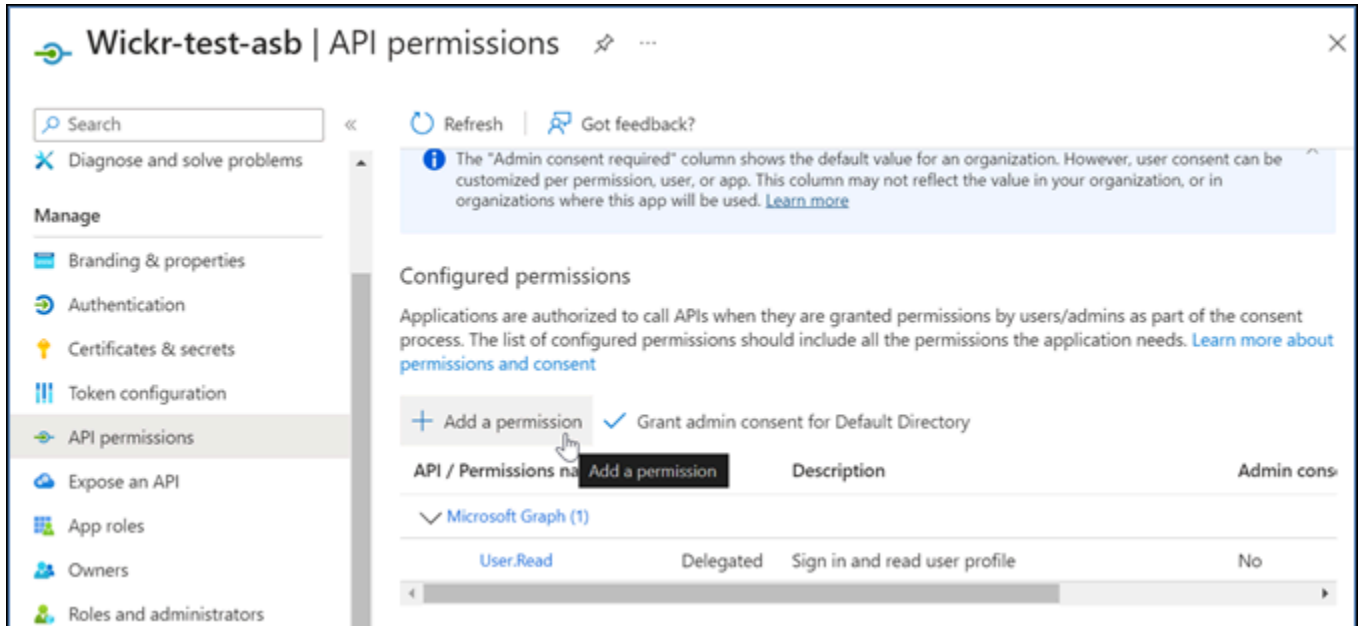 Wickr-test-asb | API permissions
Search
Diagnose and solve problems
Manage
Branding & properties
Authentication
Certificates & secrets
Token configuration
API permissions
Expose an API
App roles
Owners
Roles and administrators
Refresh
Got feedback?
The "Admin consent required" column shows the default value for an organization. However, user consent can be
customized per permission, user, or app. This column may not reflect the value in your organization, or in
organizations where this app will be used. Learn more
Configured permissions
Applications are authorized to call APIs when they are granted permissions by users/admins as part of the consent
process. The list of configured permissions should include all the permissions the application needs. Learn more about
permissions and consent
Add a permission
Grant admin consent for Default Directory
API / Permissions na
Add a permission
Description
Admin cons
Microsoft Graph (1)
User.Read Delegated Sign in and read user profile No